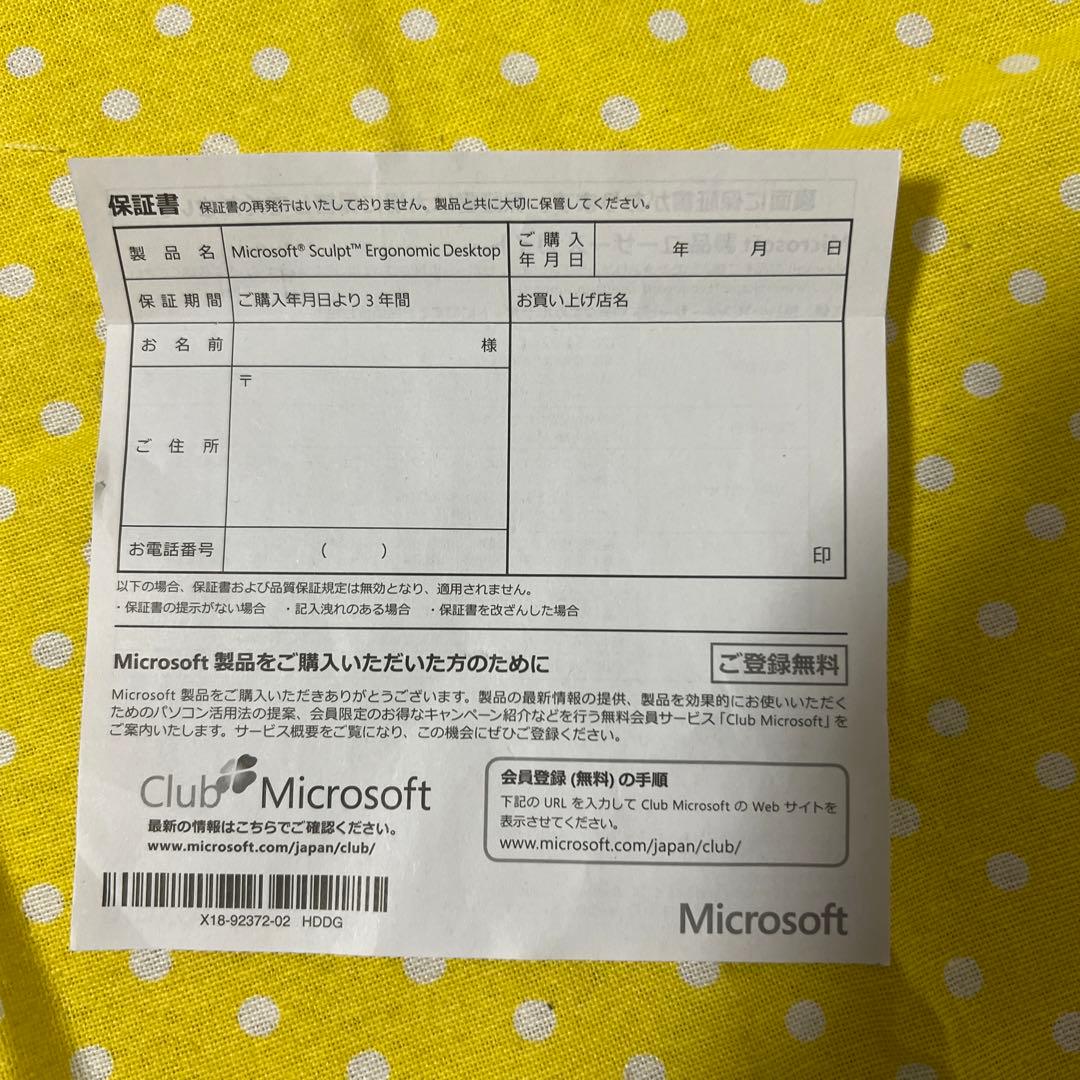 保証書 保証書の再発行はいたしておりません。製品と共に大切に保管してください。
製品名 Microsoft® Sculpt™ Ergonomic Desktop ご購入年月日 年 月 日
保証期間 ご購入年月日より3年間 お買い上げ店名
お名前 様
ご住所 〒
お電話番号 ( ) 印
以下の場合、保証書および品質保証規定は無効となり、適用されません。
・保証書の提示がない場合 ・記入洩れのある場合 ・保証書を改ざんした場合
Microsoft 製品をご購入いただいた方のために ご登録無料
Microsoft 製品をご購入いただきありがとうございます。製品の最新情報の提供、製品を効果的にお使いいただく
ためのパソコン活用法の提案、会員限定のお得なキャンペーン紹介などを行う無料会員サービス「Club Microsoft」を
ご案内いたします。サービス概要をご覧になり、この機会にぜひご登録ください。
Club Microsoft
最新の情報はこちらでご確認ください。
www.microsoft.com/japan/club/
会員登録 (無料) の手順
下記の URL を入力して Club Microsoft の Web サイトを
表示させてください。
www.microsoft.com/japan/club/
X18-92372-02 HDDG
Microsoft